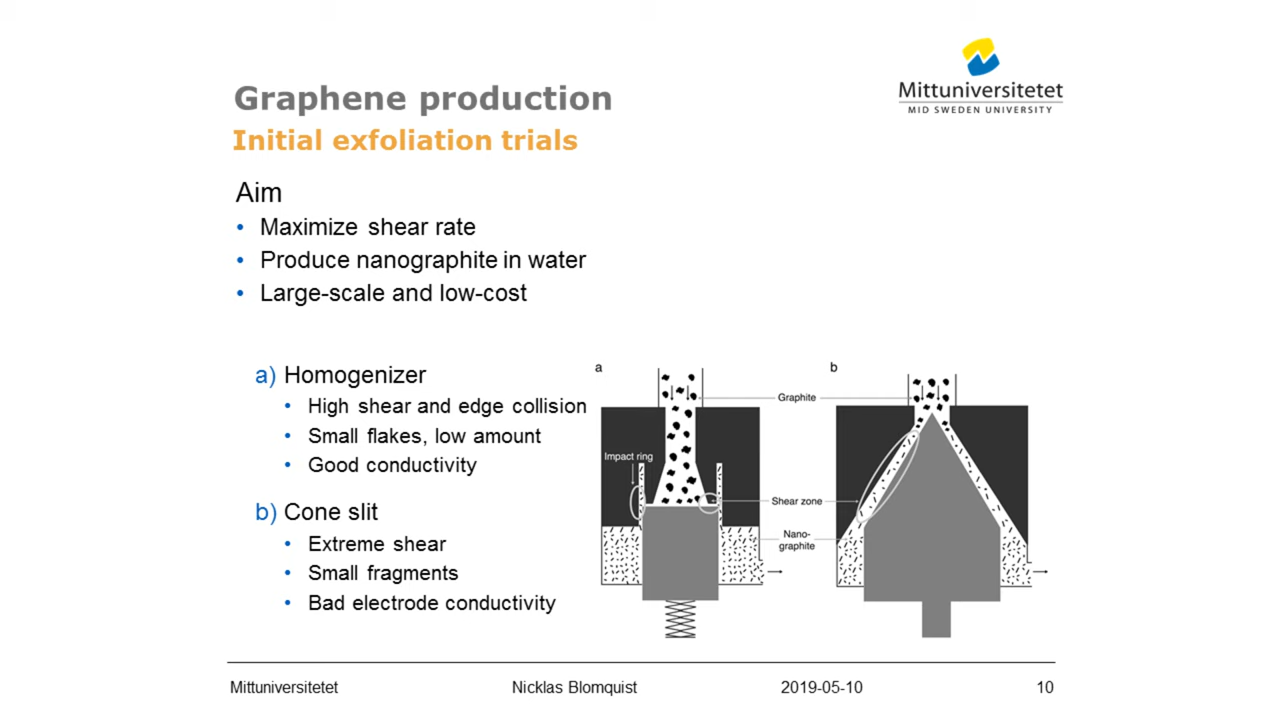 Mittuniversitetet
MID SWEDEN UNIVERSITY
Graphene production
Initial exfoliation trials
Aim
• Maximize shear rate
• Produce nanographite in water
• Large-scale and low-cost
a) Homogenizer
• High shear and edge collision
• Small flakes, low amount
• Good conductivity
b) Cone slit
• Extreme shear
• Small fragments
• Bad electrode conductivity
a
b
Graphite
Impact ring
Shear zone
Nano-
graphite
Mittuniversitetet
Nicklas Blomquist
2019-05-10
10